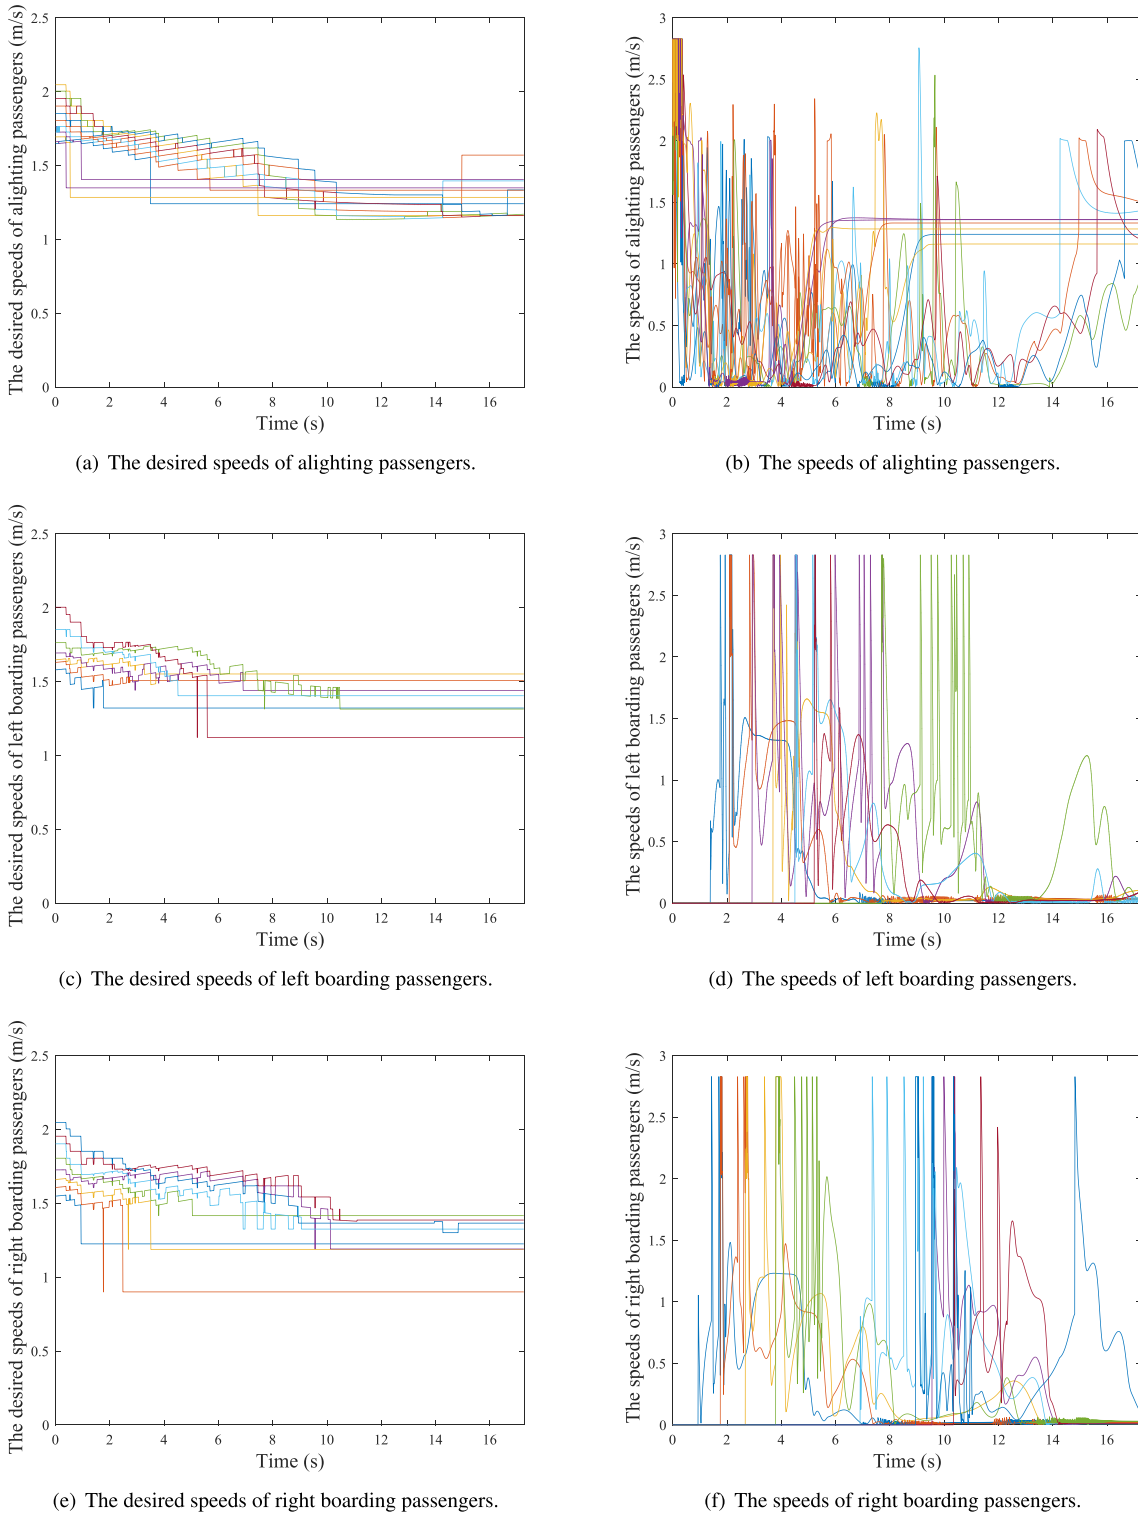 The desired speeds of alighting passengers (m/s)
2.5
2
1.5
1
0.5
0
0 2 4 6 8 10 12 14 16
Time (s)
(a) The desired speeds of alighting passengers.
The speeds of alighting passengers (m/s)
3
2.5
2
1.5
1
0.5
0
0 2 4 6 8 10 12 14 16
Time (s)
(b) The speeds of alighting passengers.
The desired speeds of left boarding passengers (m/s)
2.5
2
1.5
1
0.5
0
0 2 4 6 8 10 12 14 16
Time (s)
(c) The desired speeds of left boarding passengers.
The speeds of left boarding passengers (m/s)
3
2.5
2
1.5
1
0.5
0
0 2 4 6 8 10 12 14 16
Time (s)
(d) The speeds of left boarding passengers.
The desired speeds of right boarding passengers (m/s)
2.5
2
1.5
1
0.5
0
0 2 4 6 8 10 12 14 16
Time (s)
(e) The desired speeds of right boarding passengers.
The speeds of right boarding passengers (m/s)
3
2.5
2
1.5
1
0.5
0
0 2 4 6 8 10 12 14 16
Time (s)
(f) The speeds of right boarding passengers.